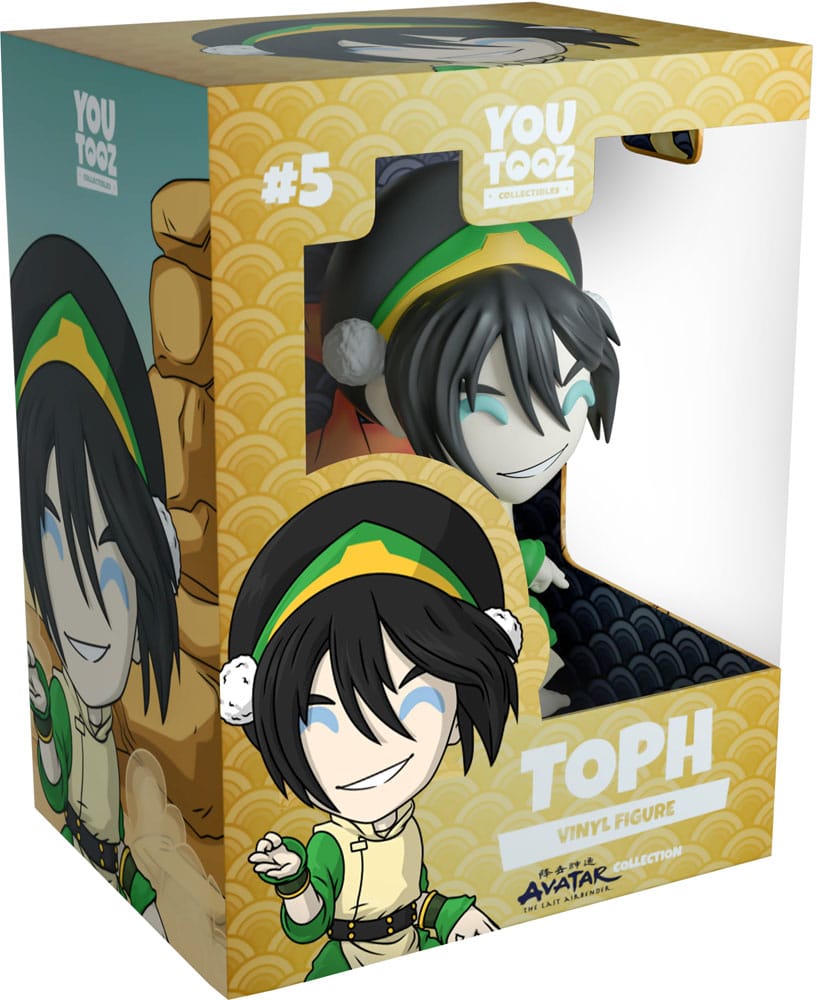 YOU
TOOZ
COLLECTIBLES
#5
YOU
TOOZ
• COLLECTIBLES •
TOPH
VINYL FIGURE
AVATAR COLLECTION
THE LAST AIRBENDER